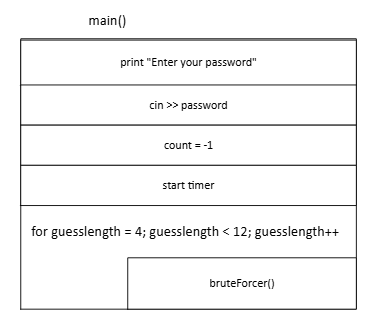 main()
print "Enter your password"
cin >> password
count = -1
start timer
for guesslength = 4; guesslength < 12; guesslength++
bruteForcer()